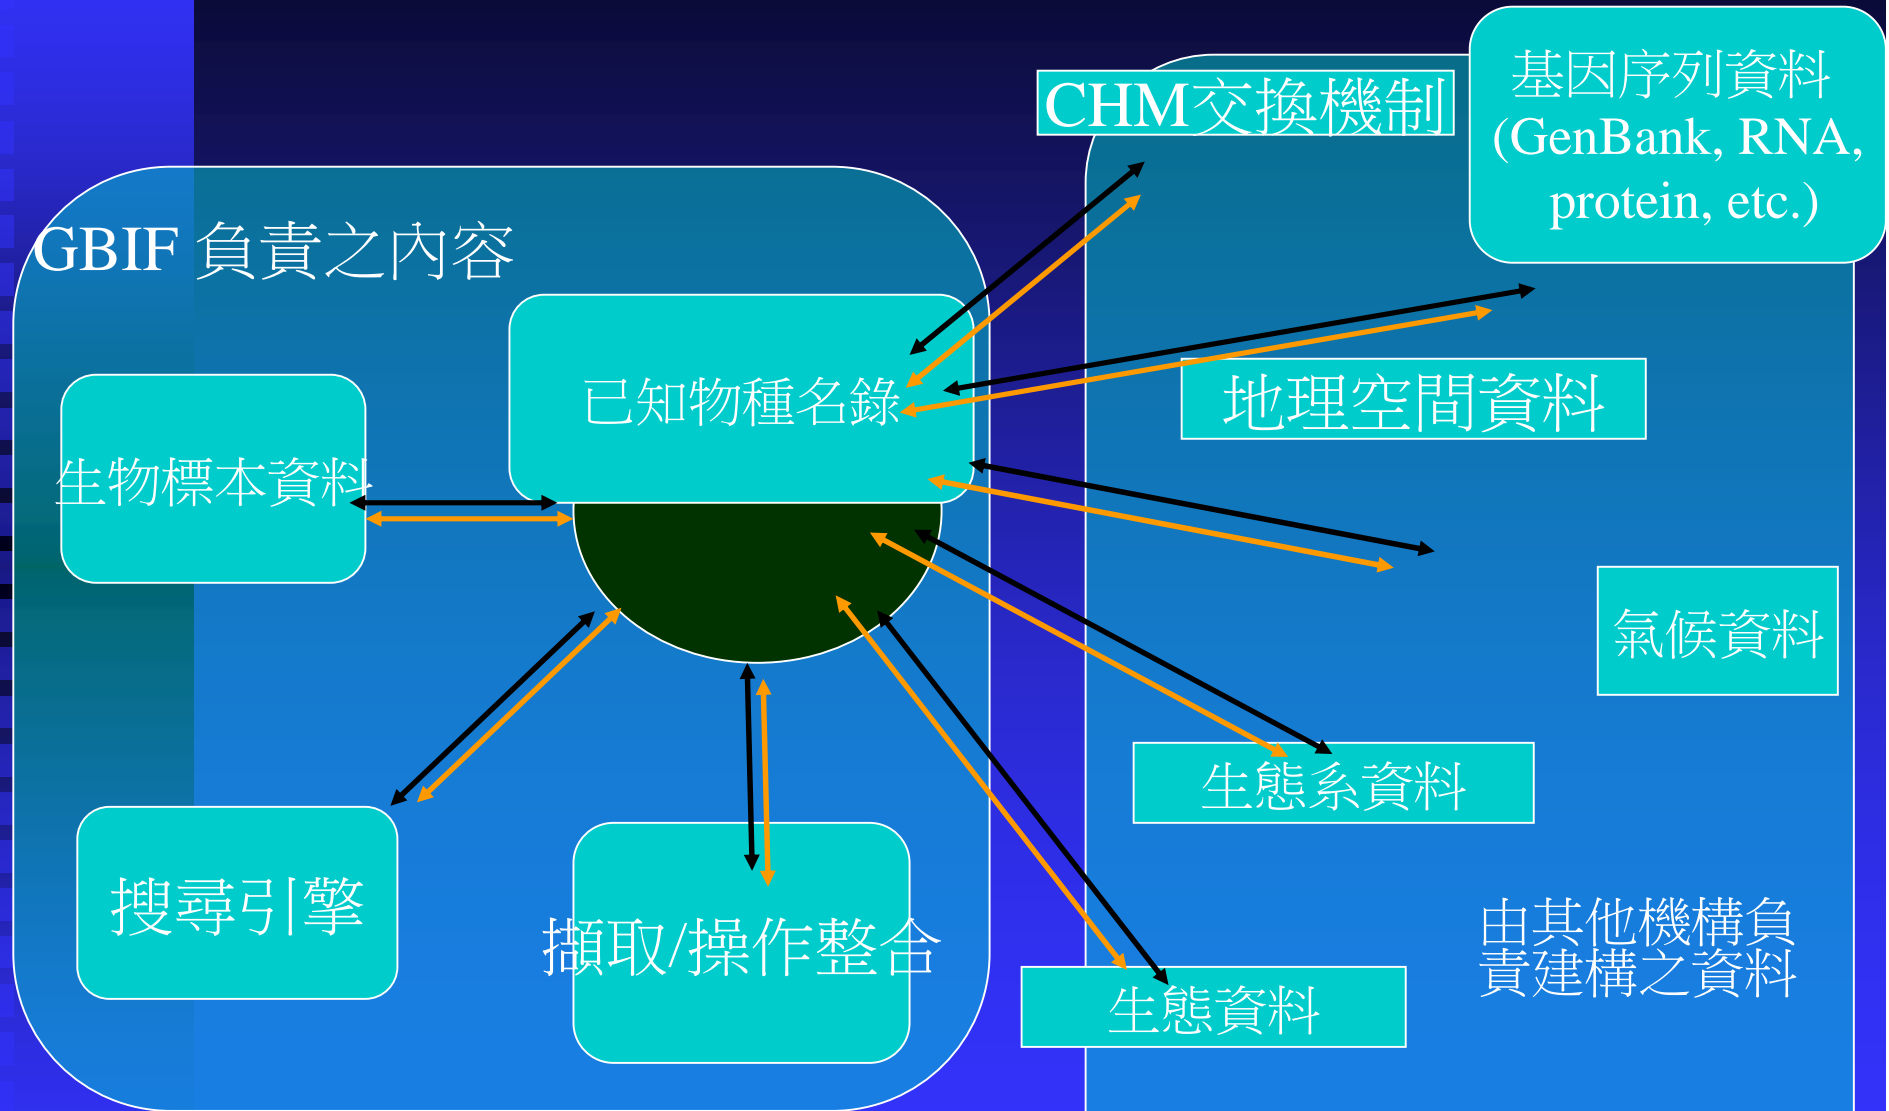 GBIF 負責之內容
已知物種名錄
生物標本資料
搜尋引擎
擷取/操作整合
CHM交換機制
基因序列資料
(GenBank, RNA,
protein, etc.)
地理空間資料
氣候資料
生態系資料
生態資料
由其他機構負
責建構之資料